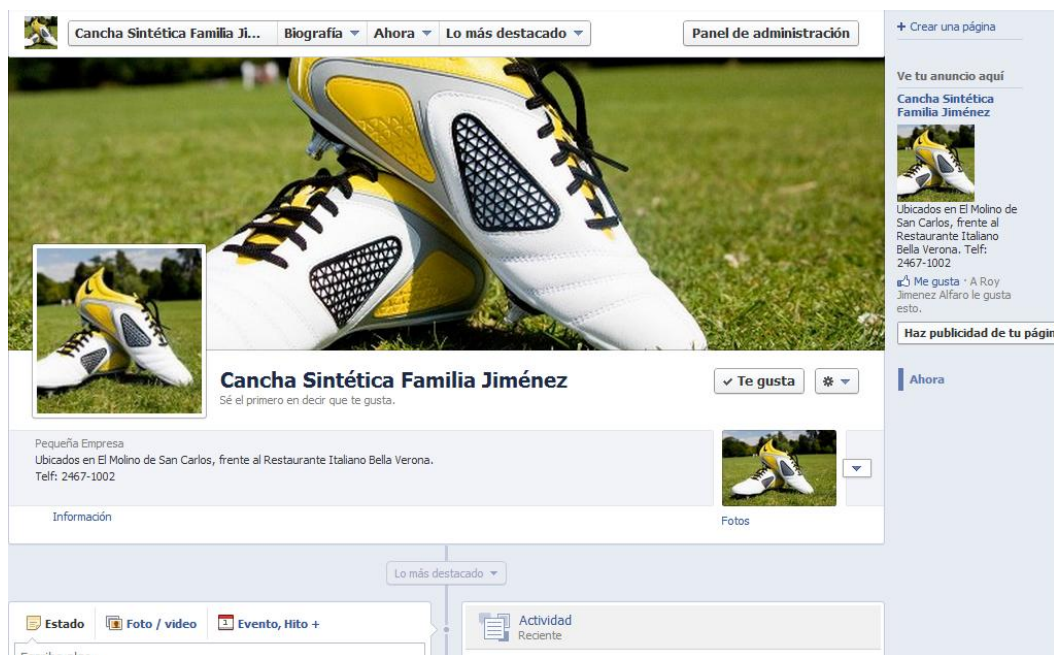 Cancha Sintética Familia Ji...
Biografía
Ahora
Lo más destacado
Panel de administración
+ Crear una página
Ve tu anuncio aquí
Cancha Sintética
Familia Jiménez
Ubicados en El Molino de
San Carlos, frente al
Restaurante Italiano
Bella Verona. Telf:
2467-1002
Me gusta · A Roy
Jimenez Alfaro le gusta
esto.
Haz publicidad de tu págin
Ahora
Cancha Sintética Familia Jiménez
Sé el primero en decir que te gusta.
Te gusta
Pequeña Empresa
Ubicados en El Molino de San Carlos, frente al Restaurante Italiano Bella Verona.
Telf: 2467-1002
Información
Fotos
Lo más destacado
Estado
Foto / video
1
Evento, Hito +
Actividad
Reciente